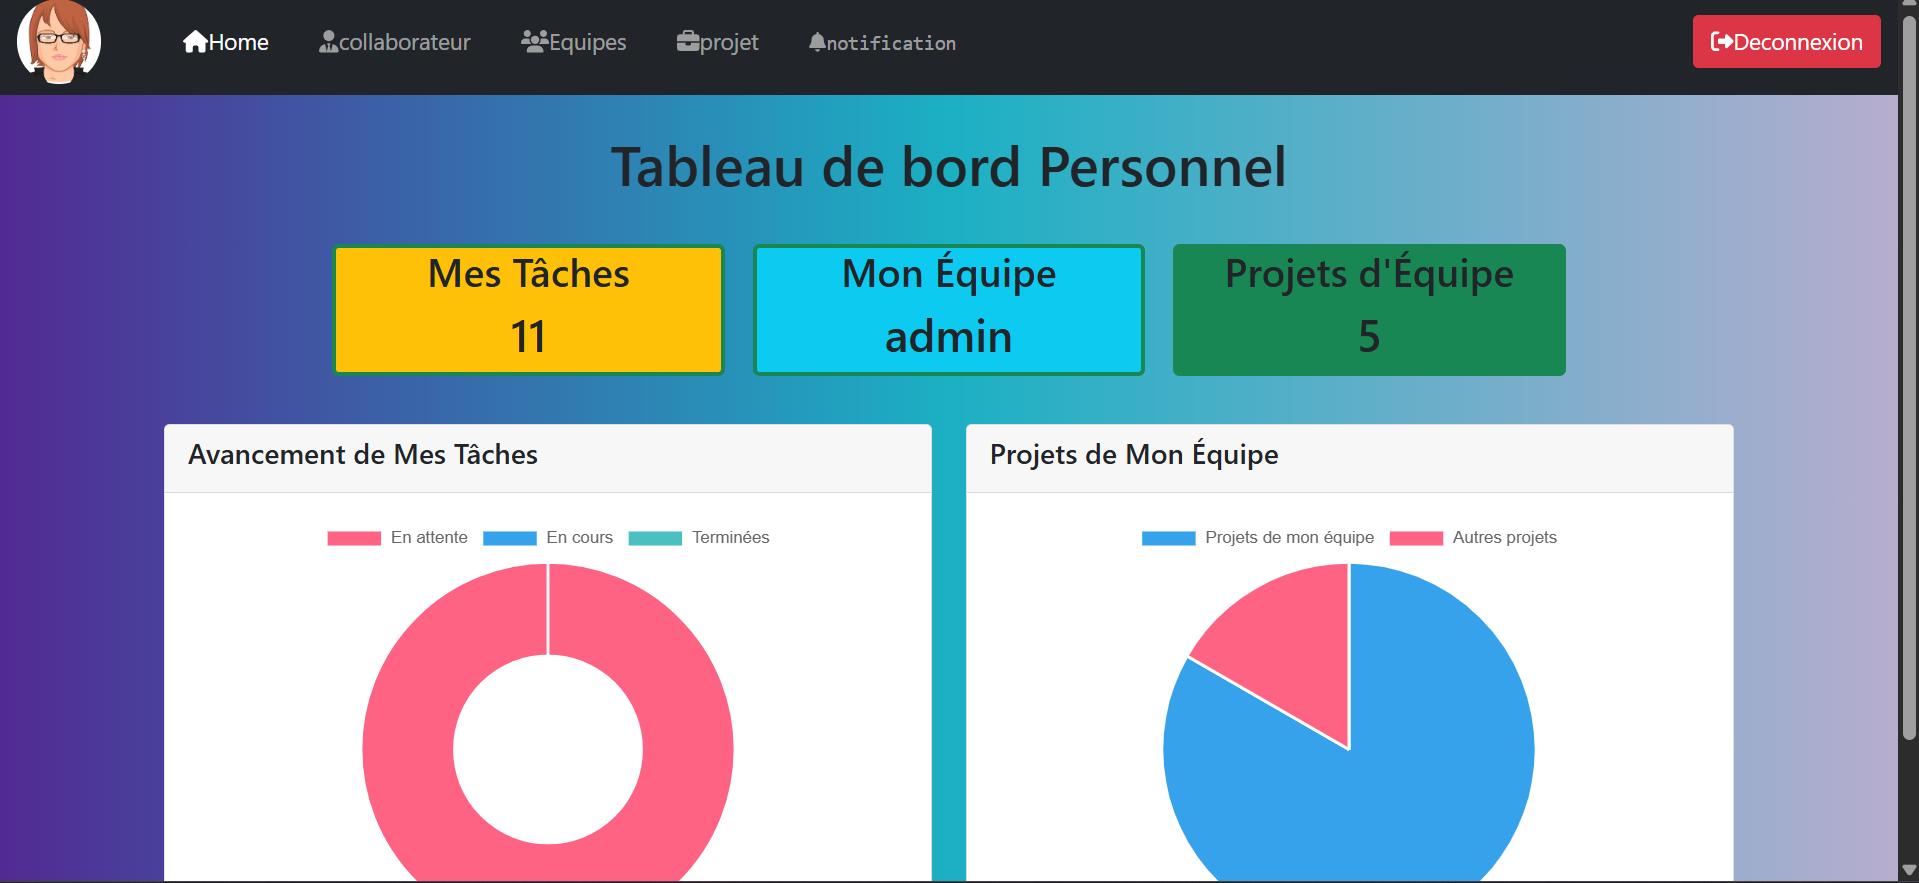 Home collaborateur Equipes projet notification Deconnexion
Tableau de bord Personnel
Mes Tâches
11
Mon Équipe
admin
Projets d'Équipe
5
Avancement de Mes Tâches
En attente En cours Terminées
Projets de Mon Équipe
Projets de mon équipe Autres projets